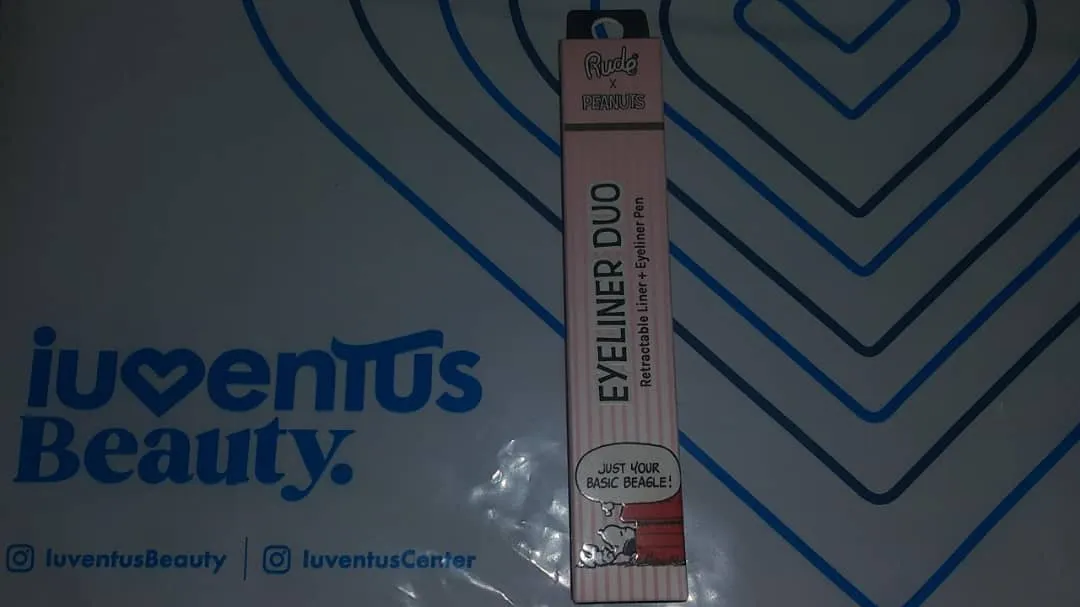 Rude
x
PEANUTS
EYELINER DUO
Retractable Liner + Eyeliner Pen
JUST YOUR
BASIC BEAGLE!
iuventus
Beauty.
IuventusBeauty
IuventusCenter